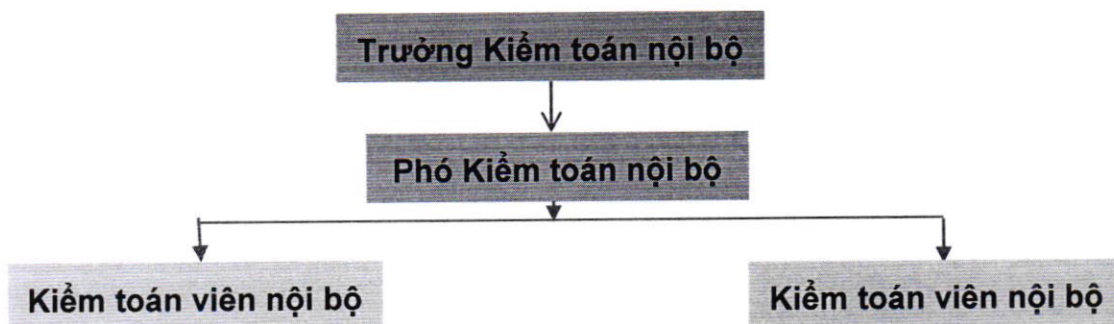 Trưởng Kiểm toán nội bộ
Phó Kiểm toán nội bộ
Kiểm toán viên nội bộ
Kiểm toán viên nội bộ